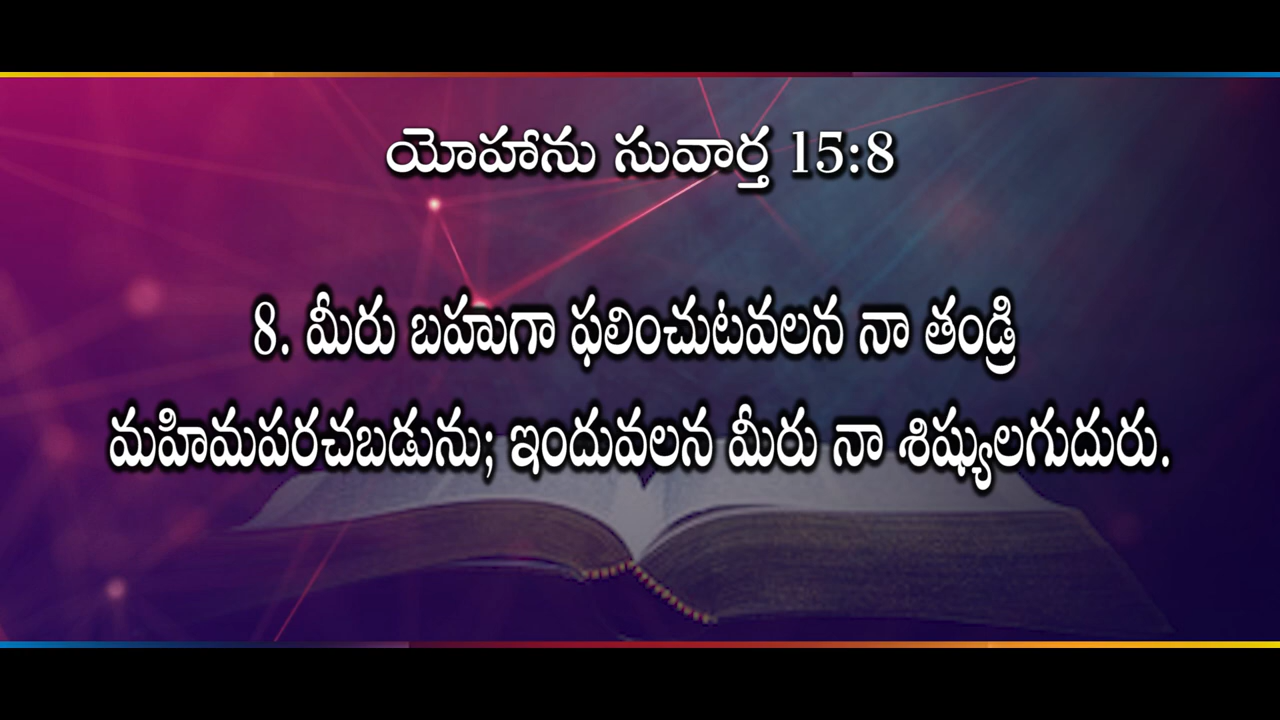 యోహాను సువార్త 15:8
8. మీరు బహుగా ఫలించుటవలన నా తండ్రి
మహిమపరచబడును; ఇందువలన మీరు నా శిష్యులగుదురు.